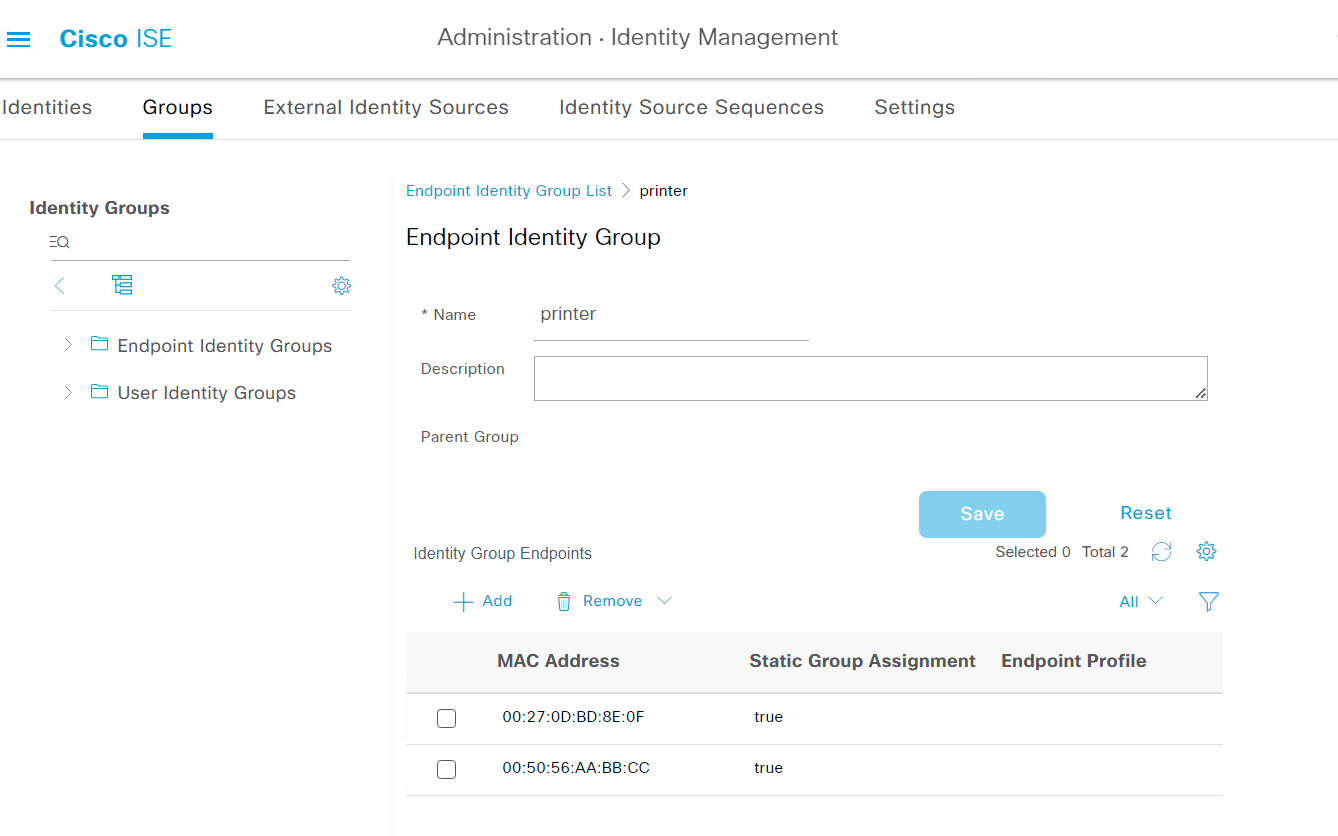 Cisco ISE
Administration · Identity Management
Identities Groups External Identity Sources Identity Source Sequences Settings
Identity Groups
Endpoint Identity Groups
User Identity Groups
Endpoint Identity Group List > printer
Endpoint Identity Group
* Name printer
Description
Parent Group
Save Reset
Identity Group Endpoints Selected 0 Total 2
Add Remove All
MAC Address Static Group Assignment Endpoint Profile
00:27:0D:BD:8E:0F true
00:50:56:AA:BB:CC true